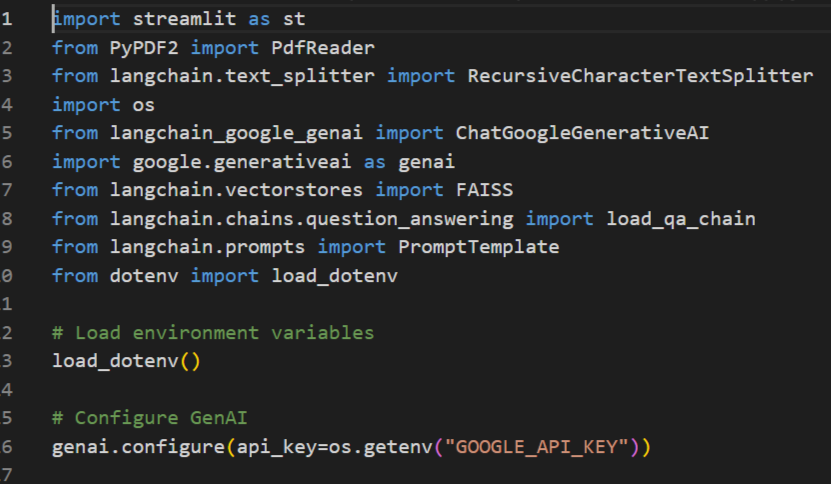 1 import streamlit as st
2 from PyPDF2 import PdfReader
3 from langchain.text_splitter import RecursiveCharacterTextSplitter
4 import os
5 from langchain_google_genai import ChatGoogleGenerativeAI
6 import google.generativeai as genai
7 from langchain.vectorstores import FAISS
8 from langchain.chains.question_answering import load_qa_chain
9 from langchain.prompts import PromptTemplate
0 from dotenv import load_dotenv
1
2 # Load environment variables
3 load_dotenv()
4
5 # Configure GenAI
6 genai.configure(api_key=os.getenv("GOOGLE_API_KEY"))
7